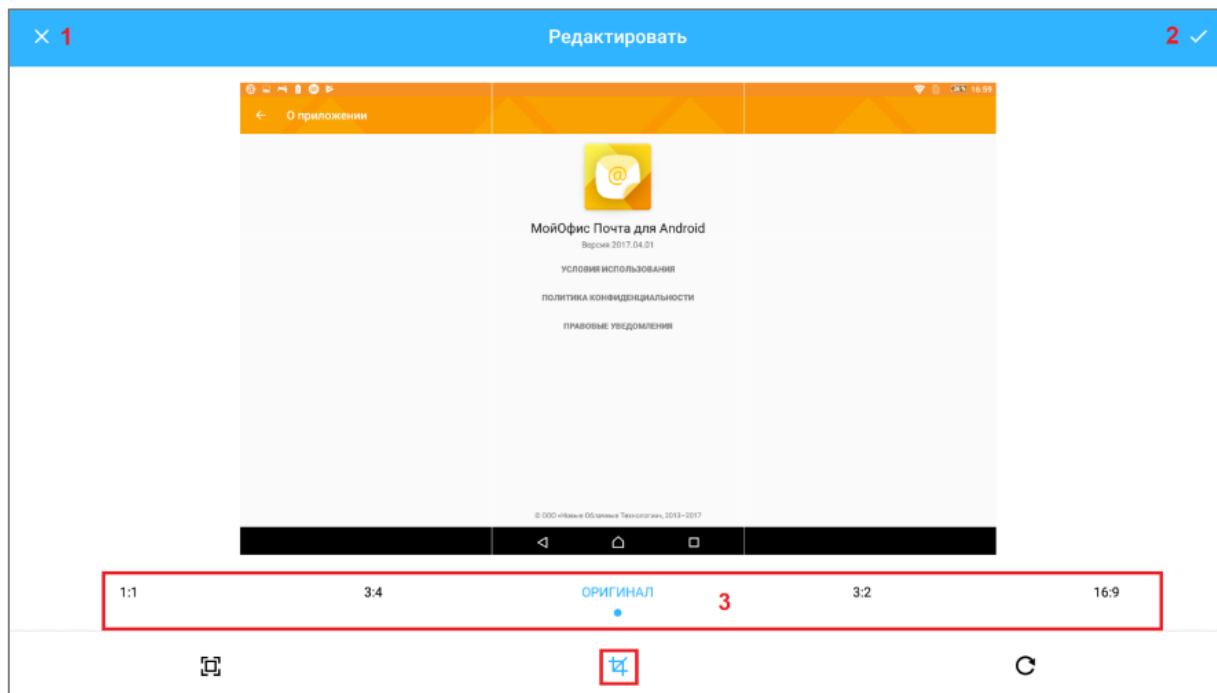 1 Редактировать 2
16:59
О приложении
@
МойОфис Почта для Android
Версия 2017.04.01
УСЛОВИЯ ИСПОЛЬЗОВАНИЯ
ПОЛИТИКА КОНФИДЕНЦИАЛЬНОСТИ
ПРАВОВЫЕ УВЕДОМЛЕНИЯ
© ООО «Новые Облачные Технологии», 2013–2017
1:1 3:4 ОРИГИНАЛ 3 3:2 16:9